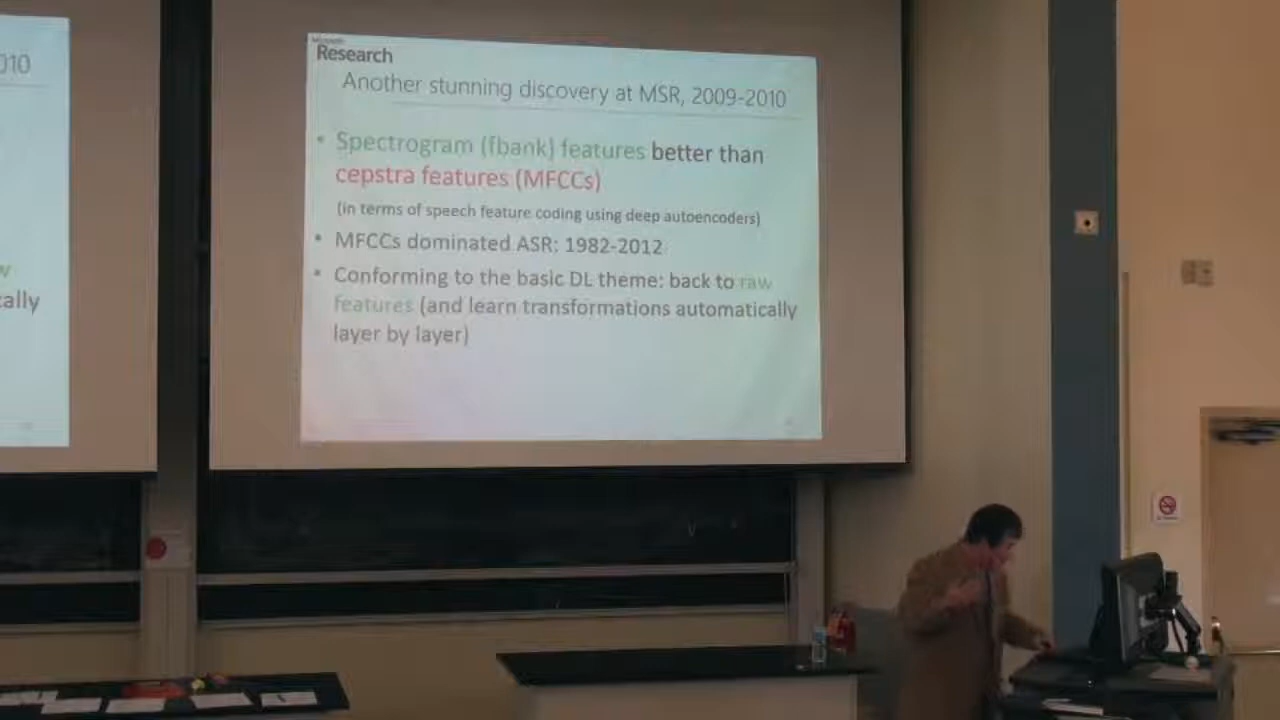 010
ally
Microsoft
Research
Another stunning discovery at MSR, 2009-2010
• Spectrogram (fbank) features better than
cepstra features (MFCCs)
(in terms of speech feature coding using deep autoencoders)
• MFCCs dominated ASR: 1982-2012
• Conforming to the basic DL theme: back to raw
features (and learn transformations automatically
layer by layer)